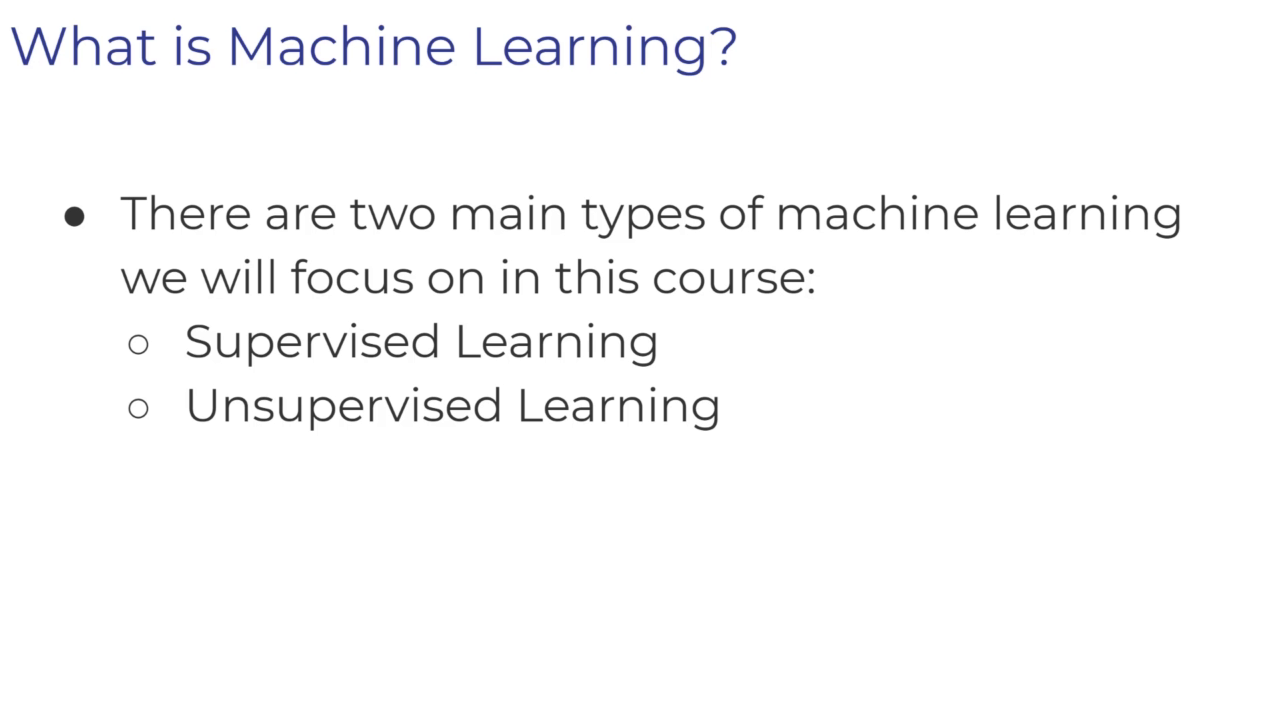 What is Machine Learning?
● There are two main types of machine learning
we will focus on in this course:
○ Supervised Learning
○ Unsupervised Learning